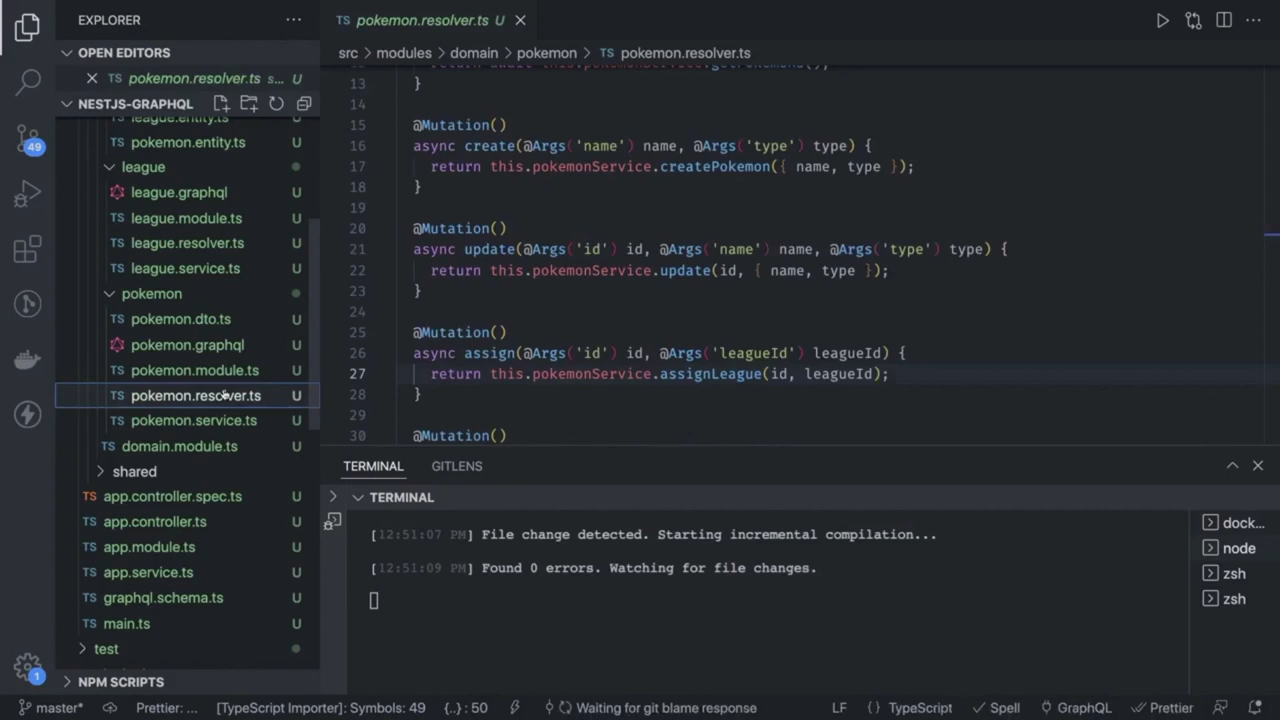 EXPLORER
OPEN EDITORS
TS pokemon.resolver.ts s... U
NESTJS-GRAPHQL
league.entity.ts U
TS pokemon.entity.ts U
league
league.graphql U
TS league.module.ts U
TS league.resolver.ts U
TS league.service.ts U
pokemon
TS pokemon.dto.ts U
pokemon.graphql U
TS pokemon.module.ts U
TS pokemon.resolver.ts U
TS pokemon.service.ts U
TS domain.module.ts U
shared
TS app.controller.spec.ts U
TS app.controller.ts U
TS app.module.ts U
TS app.service.ts U
TS graphql.schema.ts U
TS main.ts U
test
NPM SCRIPTS
49
1
TS pokemon.resolver.ts U
src > modules > domain > pokemon > TS pokemon.resolver.ts
return await this.pokemonService.getPokemons();
13 }
14
15 @Mutation()
16 async create(@Args('name') name, @Args('type') type) {
17 return this.pokemonService.createPokemon({ name, type });
18 }
19
20 @Mutation()
21 async update(@Args('id') id, @Args('name') name, @Args('type') type) {
22 return this.pokemonService.update(id, { name, type });
23 }
24
25 @Mutation()
26 async assign(@Args('id') id, @Args('leagueId') leagueId) {
27 return this.pokemonService.assignLeague(id, leagueId);
28 }
29
30 @Mutation()
TERMINAL GITLENS
TERMINAL
[12:51:07 PM] File change detected. Starting incremental compilation...
[12:51:09 PM] Found 0 errors. Watching for file changes.
dock...
node
zsh
zsh
master* Prettier: ... [TypeScript Importer]: Symbols: 49 {..} : 50 Waiting for git blame response LF {} TypeScript Spell GraphQL Prettier